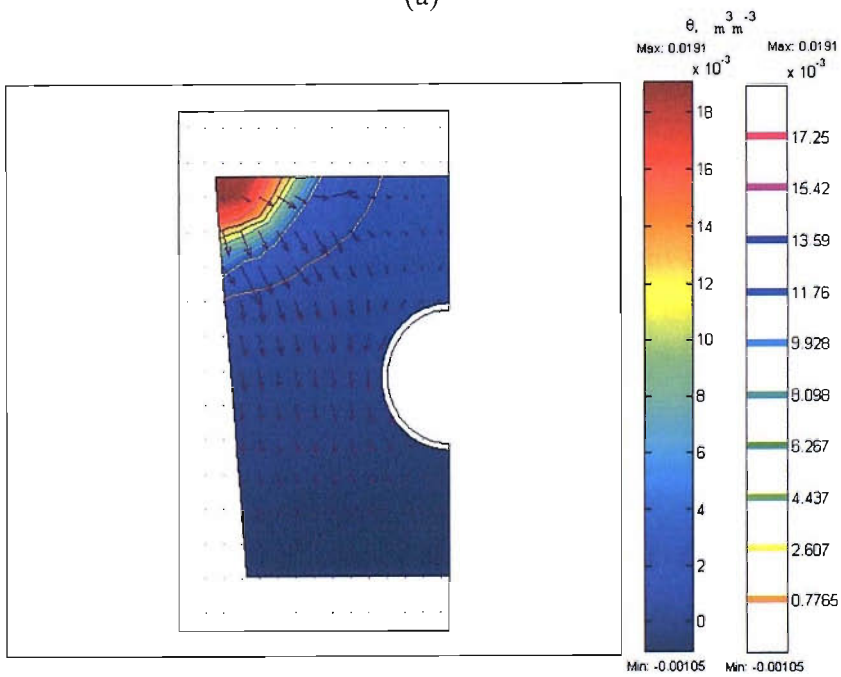 (a)
θ, m³m⁻³
Max: 0.0191
x 10⁻³
18
16
14
12
10
8
6
4
2
0
Min: -0.00105
Max: 0.0191
x 10⁻³
17.25
15.42
13.59
11.76
9.928
8.098
6.267
4.437
2.607
0.7765
Min: -0.00105